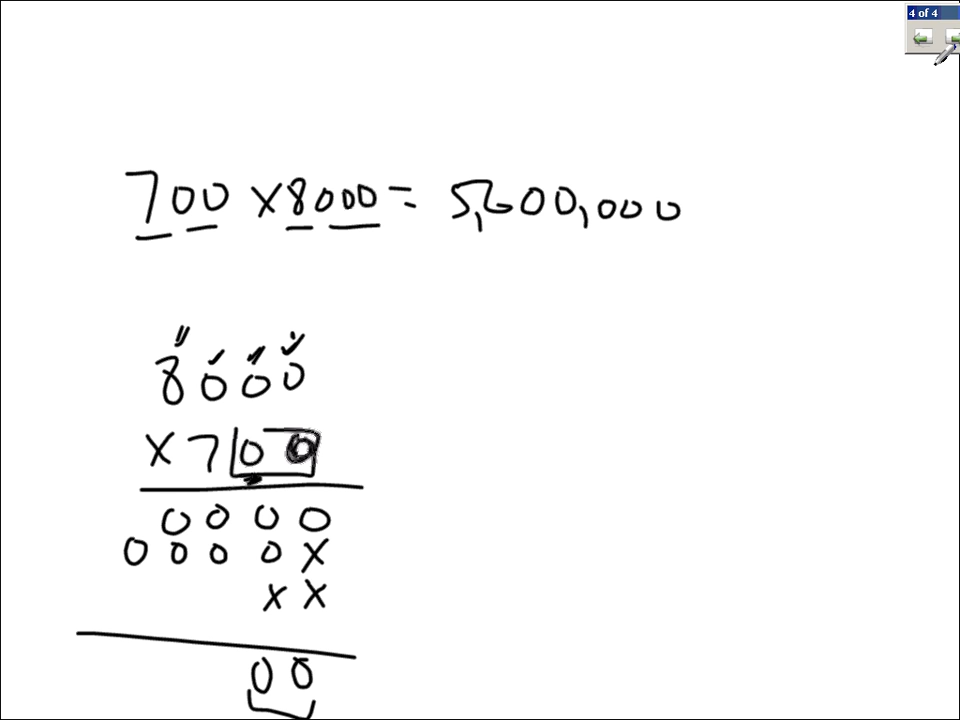 4 of 4
700 x 8000 = 5,600,000
8000
x 700
0000
0000x
xx
00